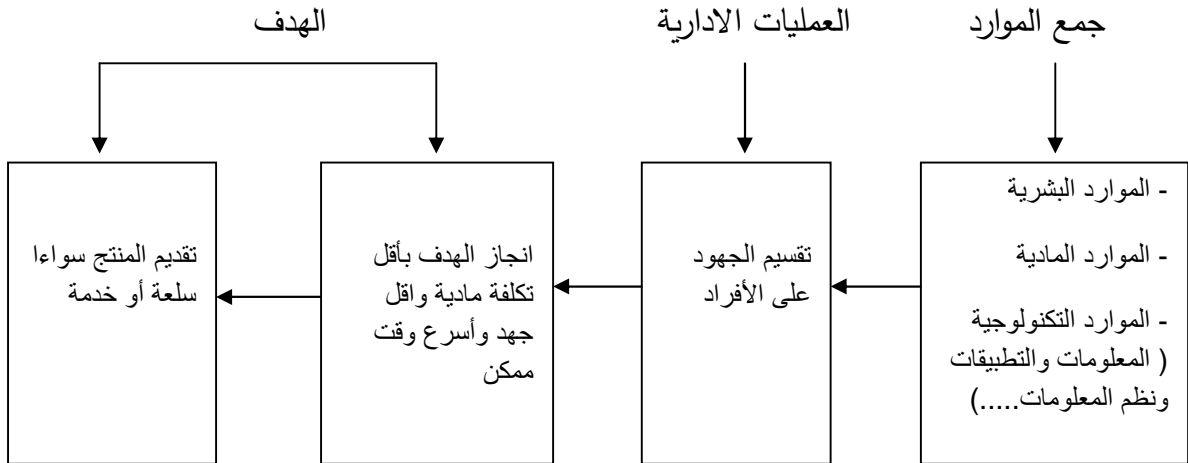 جمع الموارد
العمليات الادارية
الهدف
- الموارد البشرية
- الموارد المادية
- الموارد التكنولوجية
( المعلومات والتطبيقات
ونظم المعلومات.....)
تقسيم الجهود
على الأفراد
انجاز الهدف بأقل
تكلفة مادية واقل
جهد وأسرع وقت
ممكن
تقديم المنتج سواءا
سلعة أو خدمة